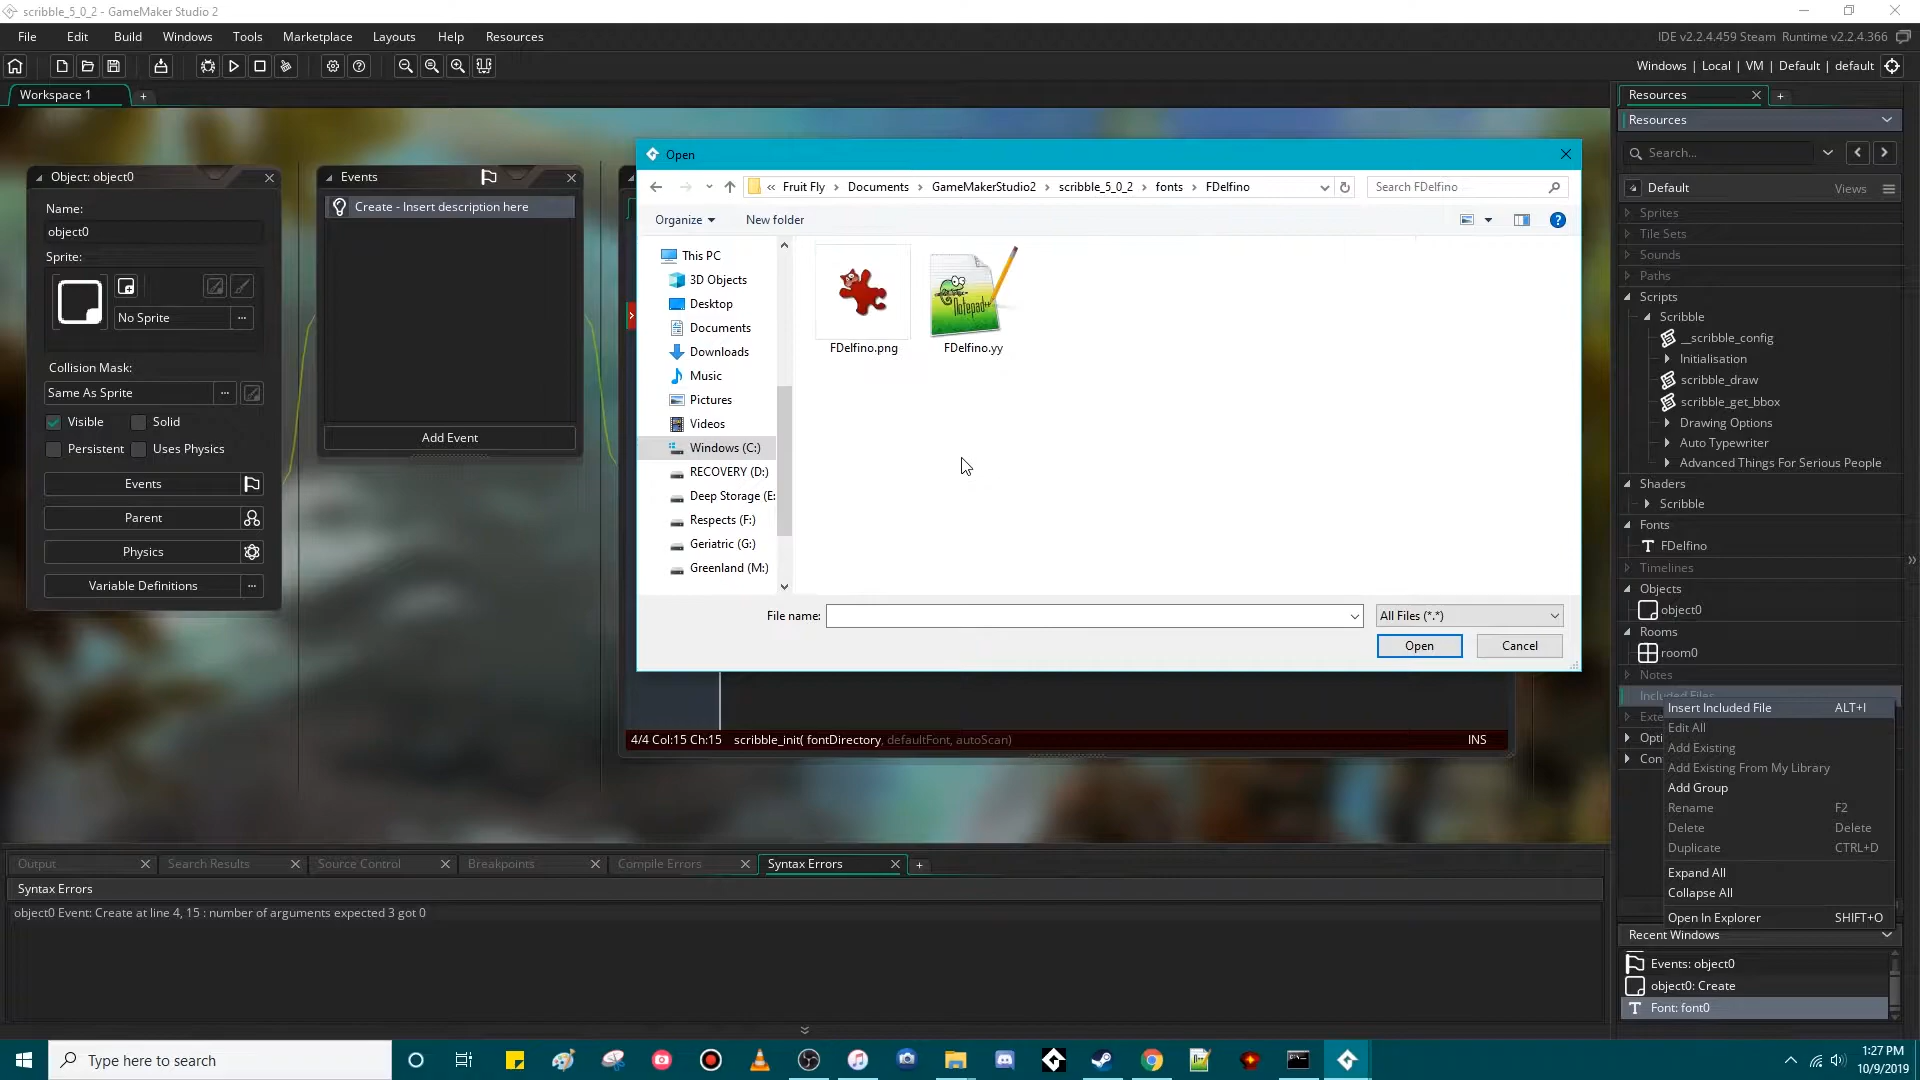 scribble_5_0_2 - GameMaker Studio 2
File Edit Build Windows Tools Marketplace Layouts Help Resources
IDE v2.2.4.459 Steam Runtime v2.2.4.366
Windows | Local | VM | Default | default
Workspace 1 +
Object: object0
Name:
object0
Sprite:
No Sprite
Collision Mask:
Same As Sprite
Visible Solid
Persistent Uses Physics
Events
Parent
Physics
Variable Definitions
Events
Create - Insert description here
Add Event
Open
« Fruit Fly › Documents › GameMakerStudio2 › scribble_5_0_2 › fonts › FDelfino
Search FDelfino
Organize New folder
This PC
3D Objects
Desktop
Documents
Downloads
Music
Pictures
Videos
Windows (C:)
RECOVERY (D:)
Deep Storage (E:
Respects (F:)
Geriatric (G:)
Greenland (M:)
Notepad++
FDelfino.png
FDelfino.yy
File name:
All Files (*.*)
Open Cancel
4/4 Col:15 Ch:15 scribble_init( fontDirectory, defaultFont, autoScan) INS
Resources +
Resources
Search...
Default Views
Sprites
Tile Sets
Sounds
Paths
Scripts
Scribble
__scribble_config
Initialisation
scribble_draw
scribble_get_bbox
Drawing Options
Auto Typewriter
Advanced Things For Serious People
Shaders
Scribble
Fonts
FDelfino
Timelines
Objects
object0
Rooms
room0
Notes
Included Files
Exte
Opti
Con
Insert Included File ALT+I
Edit All
Add Existing
Add Existing From My Library
Add Group
Rename F2
Delete Delete
Duplicate CTRL+D
Expand All
Collapse All
Open In Explorer SHIFT+O
Recent Windows
Events: object0
object0: Create
Font: font0
Output Search Results Source Control Breakpoints Compile Errors Syntax Errors +
Syntax Errors
object0 Event: Create at line 4, 15 : number of arguments expected 3 got 0
Type here to search
1:27 PM
10/9/2019